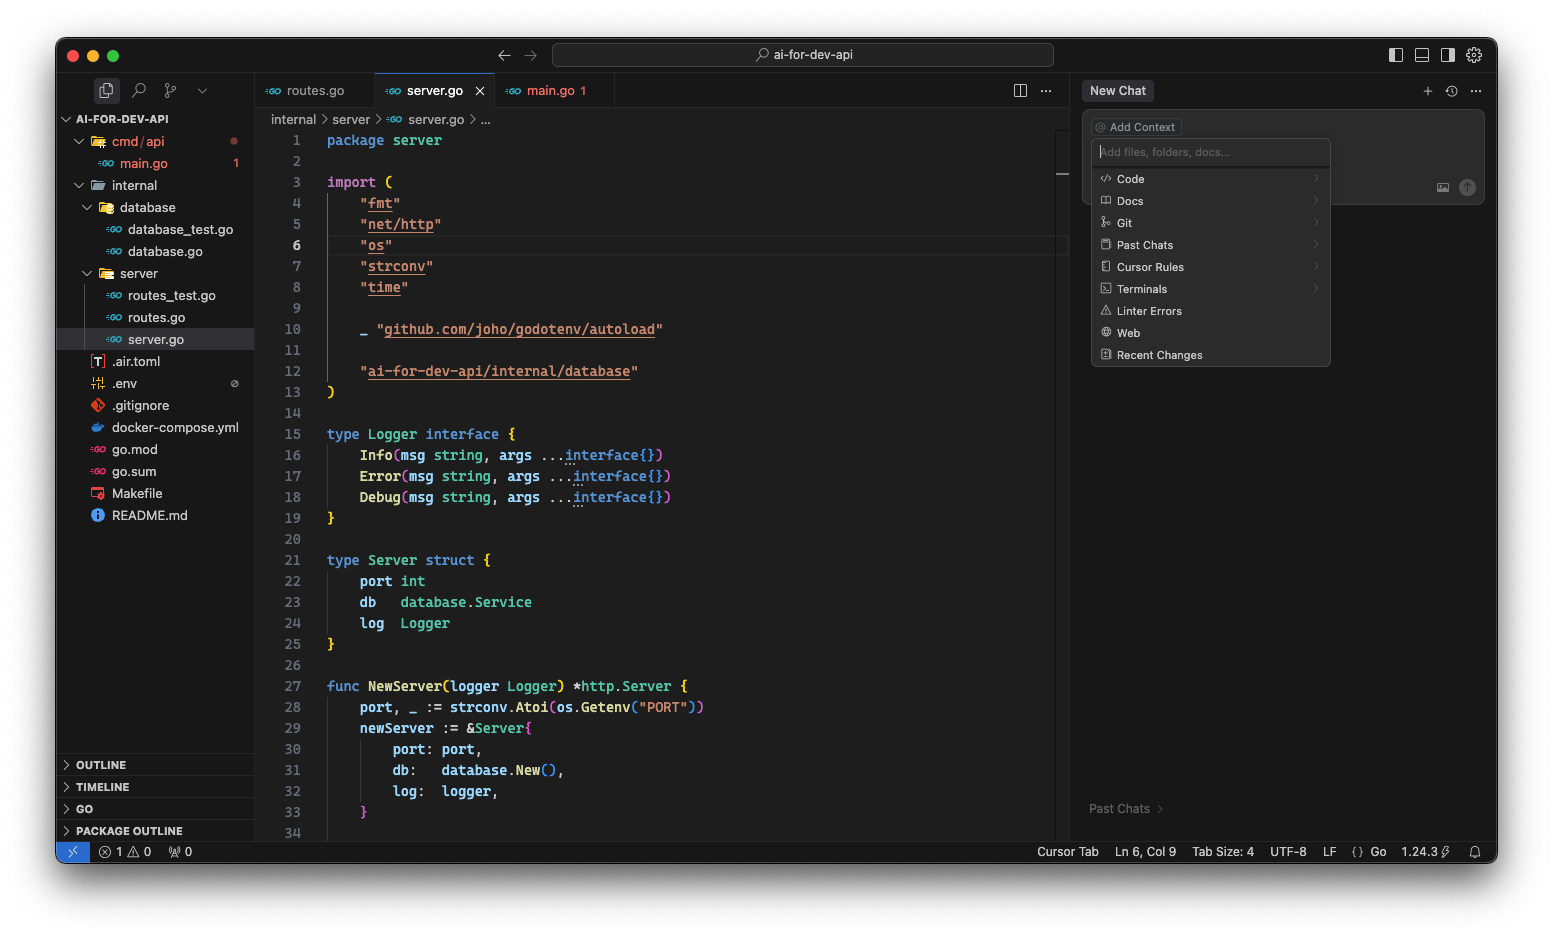 ai-for-dev-api
AI-FOR-DEV-API
cmd/api
main.go 1
internal
database
database_test.go
database.go
server
routes_test.go
routes.go
server.go
.air.toml
.env
.gitignore
docker-compose.yml
go.mod
go.sum
Makefile
README.md
OUTLINE
TIMELINE
GO
PACKAGE OUTLINE
routes.go server.go main.go 1
internal > server > server.go > ...
1 package server
2
3 import (
4 "fmt"
5 "net/http"
6 "os"
7 "strconv"
8 "time"
9
10 _ "github.com/joho/godotenv/autoload"
11
12 "ai-for-dev-api/internal/database"
13 )
14
15 type Logger interface {
16 Info(msg string, args ...interface{})
17 Error(msg string, args ...interface{})
18 Debug(msg string, args ...interface{})
19 }
20
21 type Server struct {
22 port int
23 db database.Service
24 log Logger
25 }
26
27 func NewServer(logger Logger) *http.Server {
28 port, _ := strconv.Atoi(os.Getenv("PORT"))
29 newServer := &Server{
30 port: port,
31 db: database.New(),
32 log: logger,
33 }
34
New Chat
@ Add Context
Add files, folders, docs...
Code
Docs
Git
Past Chats
Cursor Rules
Terminals
Linter Errors
Web
Recent Changes
Past Chats
1 0 0
Cursor Tab Ln 6, Col 9 Tab Size: 4 UTF-8 LF {} Go 1.24.3